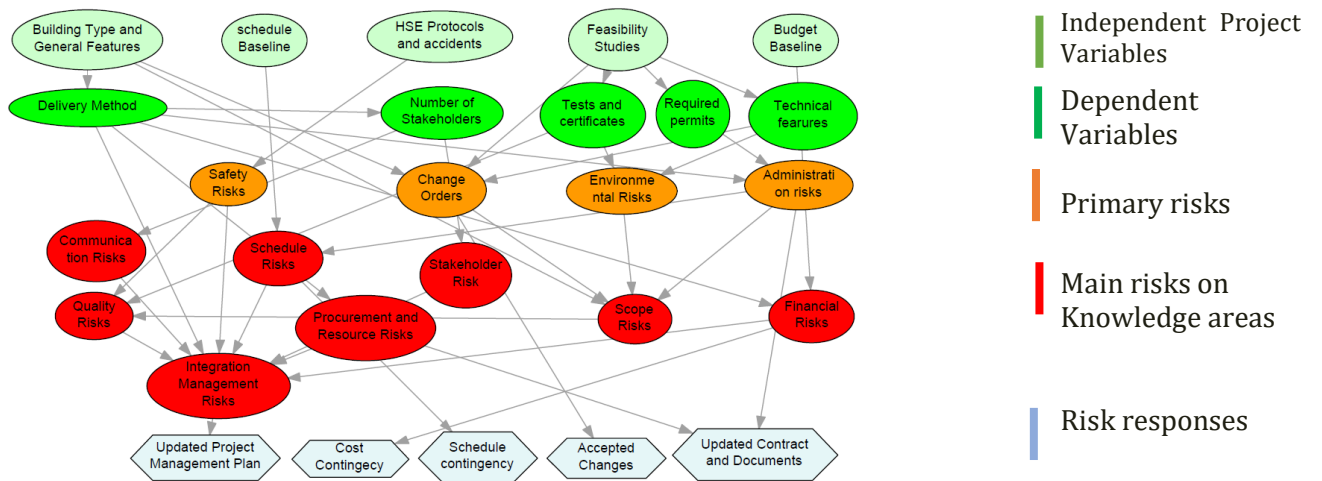 Building Type and
General Features
schedule
Baseline
HSE Protocols
and accidents
Feasibility
Studies
Budget
Baseline
Delivery Method
Number of
Stakeholders
Tests and
certificates
Required
permits
Technical
fearures
Safety
Risks
Change
Orders
Environme
ntal Risks
Administrati
on risks
Communica
tion Risks
Schedule
Risks
Stakeholder
Risk
Quality
Risks
Procurement and
Resource Risks
Scope
Risks
Financial
Risks
Integration
Management
Risks
Updated Project
Management Plan
Cost
Contingecy
Schedule
contingency
Accepted
Changes
Updated Contract
and Documents
Independent Project
Variables
Dependent
Variables
Primary risks
Main risks on
Knowledge areas
Risk responses